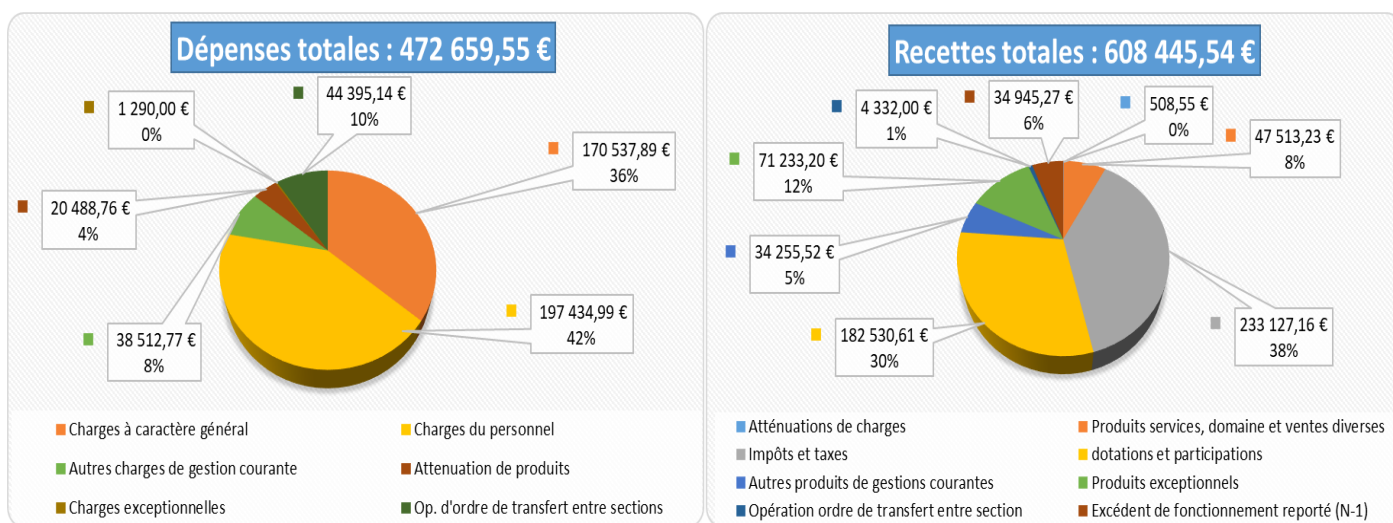 Dépenses totales : 472 659,55 €
1 290,00 €
0%
44 395,14 €
10%
170 537,89 €
36%
20 488,76 €
4%
197 434,99 €
42%
38 512,77 €
8%
Charges à caractère général
Charges du personnel
Autres charges de gestion courante
Attenuation de produits
Charges exceptionnelles
Op. d'ordre de transfert entre sections
Recettes totales : 608 445,54 €
4 332,00 €
1%
34 945,27 €
6%
508,55 €
0%
47 513,23 €
8%
71 233,20 €
12%
34 255,52 €
5%
182 530,61 €
30%
233 127,16 €
38%
Atténuations de charges
Produits services, domaine et ventes diverses
Impôts et taxes
dotations et participations
Autres produits de gestions courantes
Produits exceptionnels
Opération ordre de transfert entre section
Excédent de fonctionnement reporté (N-1)